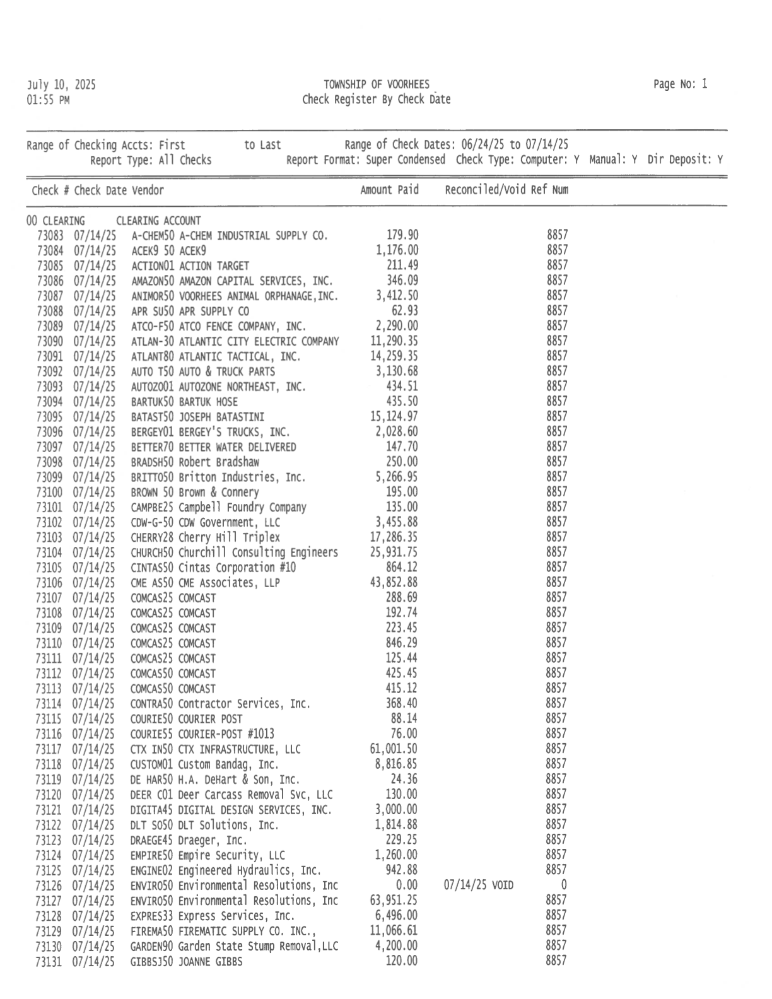 July 10, 2025 TOWNSHIP OF VOORHEES Page No: 1
01:55 PM Check Register By Check Date
Range of Checking Accts: First to Last Range of Check Dates: 06/24/25 to 07/14/25
Report Type: All Checks Report Format: Super Condensed Check Type: Computer: Y Manual: Y Dir Deposit: Y
Check # Check Date Vendor Amount Paid Reconciled/Void Ref Num
00 CLEARING CLEARING ACCOUNT
73083 07/14/25 A-CHEM50 A-CHEM INDUSTRIAL SUPPLY CO. 179.90 8857
73084 07/14/25 ACEK9 50 ACEK9 1,176.00 8857
73085 07/14/25 ACTION01 ACTION TARGET 211.49 8857
73086 07/14/25 AMAZON50 AMAZON CAPITAL SERVICES, INC. 346.09 8857
73087 07/14/25 ANIMOR50 VOORHEES ANIMAL ORPHANAGE,INC. 3,412.50 8857
73088 07/14/25 APR SU50 APR SUPPLY CO 62.93 8857
73089 07/14/25 ATCO-F50 ATCO FENCE COMPANY, INC. 2,290.00 8857
73090 07/14/25 ATLAN-30 ATLANTIC CITY ELECTRIC COMPANY 11,290.35 8857
73091 07/14/25 ATLANT80 ATLANTIC TACTICAL, INC. 14,259.35 8857
73092 07/14/25 AUTO T50 AUTO & TRUCK PARTS 3,130.68 8857
73093 07/14/25 AUTOZO01 AUTOZONE NORTHEAST, INC. 434.51 8857
73094 07/14/25 BARTUK50 BARTUK HOSE 435.50 8857
73095 07/14/25 BATAST50 JOSEPH BATASTINI 15,124.97 8857
73096 07/14/25 BERGEY01 BERGEY'S TRUCKS, INC. 2,028.60 8857
73097 07/14/25 BETTER70 BETTER WATER DELIVERED 147.70 8857
73098 07/14/25 BRADSH50 Robert Bradshaw 250.00 8857
73099 07/14/25 BRITTO50 Britton Industries, Inc. 5,266.95 8857
73100 07/14/25 BROWN 50 Brown & Connery 195.00 8857
73101 07/14/25 CAMPBE25 Campbell Foundry Company 135.00 8857
73102 07/14/25 CDW-G-50 CDW Government, LLC 3,455.88 8857
73103 07/14/25 CHERRY28 Cherry Hill Triplex 17,286.35 8857
73104 07/14/25 CHURCH50 Churchill Consulting Engineers 25,931.75 8857
73105 07/14/25 CINTAS50 Cintas Corporation #10 864.12 8857
73106 07/14/25 CME AS50 CME Associates, LLP 43,852.88 8857
73107 07/14/25 COMCAS25 COMCAST 288.69 8857
73108 07/14/25 COMCAS25 COMCAST 192.74 8857
73109 07/14/25 COMCAS25 COMCAST 223.45 8857
73110 07/14/25 COMCAS25 COMCAST 846.29 8857
73111 07/14/25 COMCAS25 COMCAST 125.44 8857
73112 07/14/25 COMCAS50 COMCAST 425.45 8857
73113 07/14/25 COMCAS50 COMCAST 415.12 8857
73114 07/14/25 CONTRA50 Contractor Services, Inc. 368.40 8857
73115 07/14/25 COURIE50 COURIER POST 88.14 8857
73116 07/14/25 COURIE55 COURIER-POST #1013 76.00 8857
73117 07/14/25 CTX IN50 CTX INFRASTRUCTURE, LLC 61,001.50 8857
73118 07/14/25 CUSTOM01 Custom Bandag, Inc. 8,816.85 8857
73119 07/14/25 DE HAR50 H.A. DeHart & Son, Inc. 24.36 8857
73120 07/14/25 DEER C01 Deer Carcass Removal Svc, LLC 130.00 8857
73121 07/14/25 DIGITA45 DIGITAL DESIGN SERVICES, INC. 3,000.00 8857
73122 07/14/25 DLT SO50 DLT Solutions, Inc. 1,814.88 8857
73123 07/14/25 DRAEGE45 Draeger, Inc. 229.25 8857
73124 07/14/25 EMPIRE50 Empire Security, LLC 1,260.00 8857
73125 07/14/25 ENGINE02 Engineered Hydraulics, Inc. 942.88 8857
73126 07/14/25 ENVIRO50 Environmental Resolutions, Inc 0.00 07/14/25 VOID 0
73127 07/14/25 ENVIRO50 Environmental Resolutions, Inc 63,951.25 8857
73128 07/14/25 EXPRES33 Express Services, Inc. 6,496.00 8857
73129 07/14/25 FIREMA50 FIREMATIC SUPPLY CO. INC., 11,066.61 8857
73130 07/14/25 GARDEN90 Garden State Stump Removal,LLC 4,200.00 8857
73131 07/14/25 GIBBSJ50 JOANNE GIBBS 120.00 8857